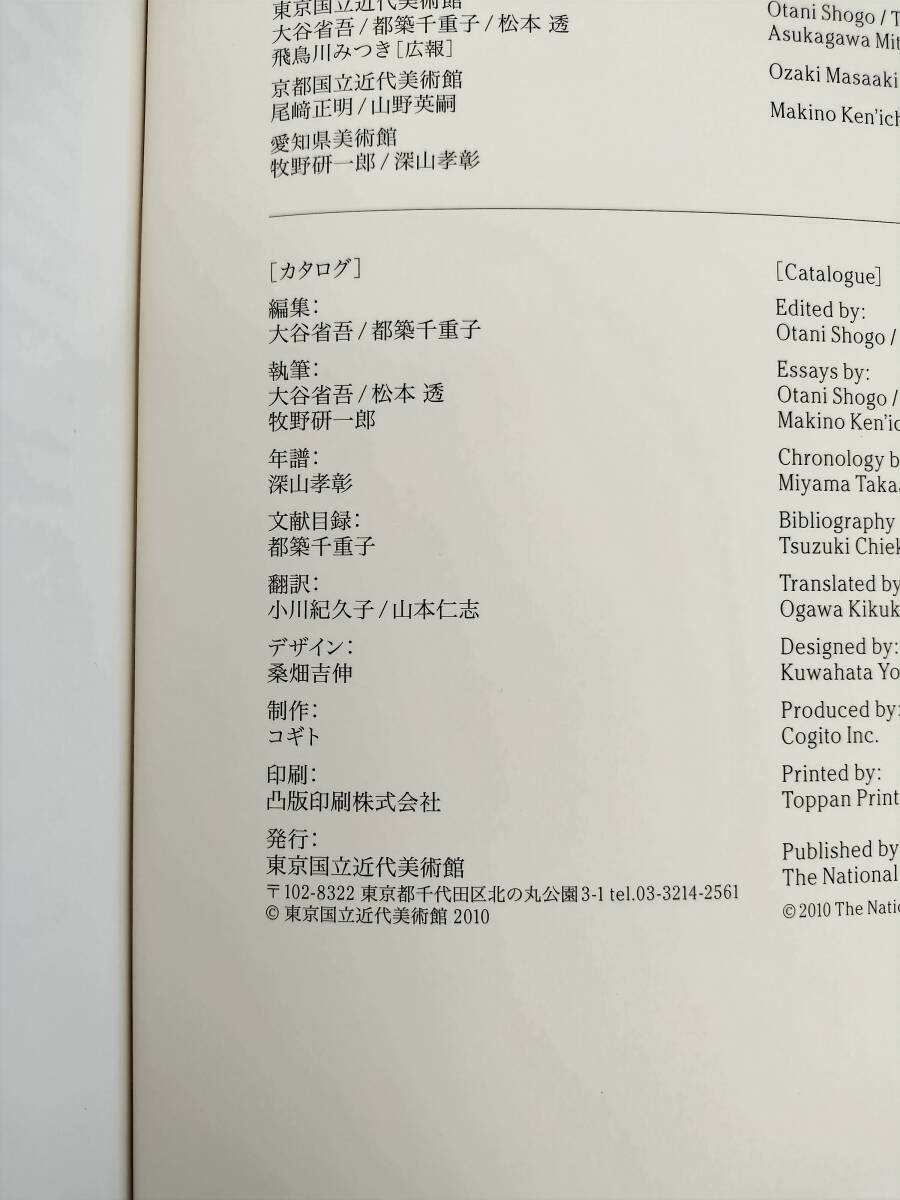 東京国立近代美術館
大谷省吾/都築千重子/松本 透
飛鳥川みつき[広報]
京都国立近代美術館
尾﨑正明/山野英嗣
愛知県美術館
牧野研一郎/深山孝彰
[カタログ]
編集:
大谷省吾/都築千重子
執筆:
大谷省吾/松本 透
牧野研一郎
年譜:
深山孝彰
文献目録:
都築千重子
翻訳:
小川紀久子/山本仁志
デザイン:
桑畑吉伸
制作:
コギト
印刷:
凸版印刷株式会社
発行:
東京国立近代美術館
〒102-8322 東京都千代田区北の丸公園3-1 tel.03-3214-2561
© 東京国立近代美術館 2010
Otani Shogo /
Asukagawa
Ozaki Masaaki
Makino
[Catalogue]
Edited by:
Otani Shogo /
Essays by:
Otani Shogo /
Makino
Chronology
Miyama
Bibliography
Tsuzuki
Translated by
Ogawa
Designed by:
Kuwahata
Produced by:
Cogito Inc.
Printed by:
Toppan
Published by
The National
© 2010 The